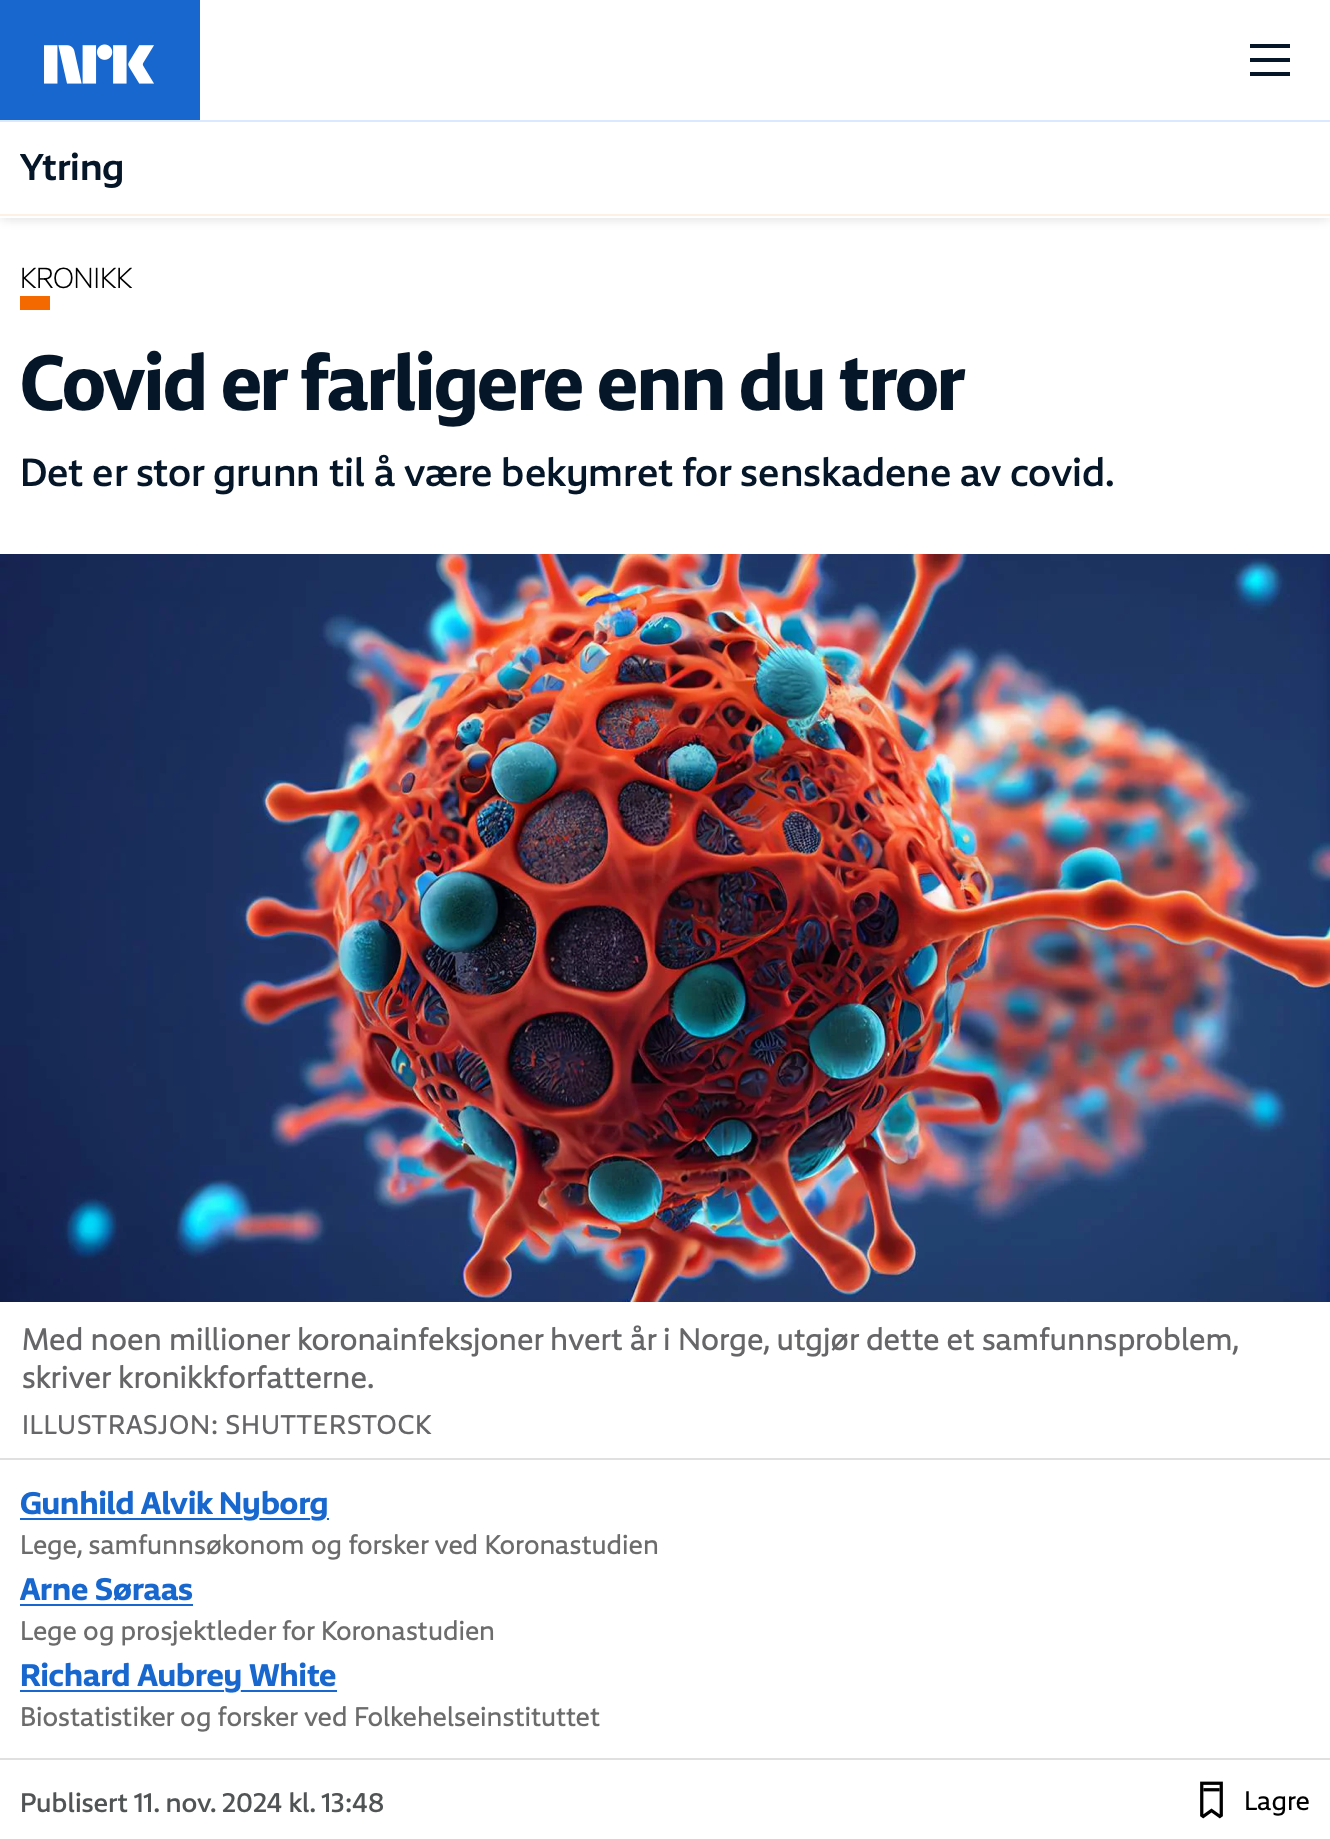 NRK
Ytring
KRONIKK
Covid er farligere enn du tror
Det er stor grunn til å være bekymret for senskadene av covid.
Med noen millioner koronainfeksjoner hvert år i Norge, utgjør dette et samfunnsproblem,
skriver kronikkforfatterne.
ILLUSTRASJON: SHUTTERSTOCK
Gunhild Alvik Nyborg
Lege, samfunnsøkonom og forsker ved Koronastudien
Arne Søraas
Lege og prosjektleder for Koronastudien
Richard Aubrey White
Biostatistiker og forsker ved Folkehelseinstituttet
Publisert 11. nov. 2024 kl. 13:48
Lagre